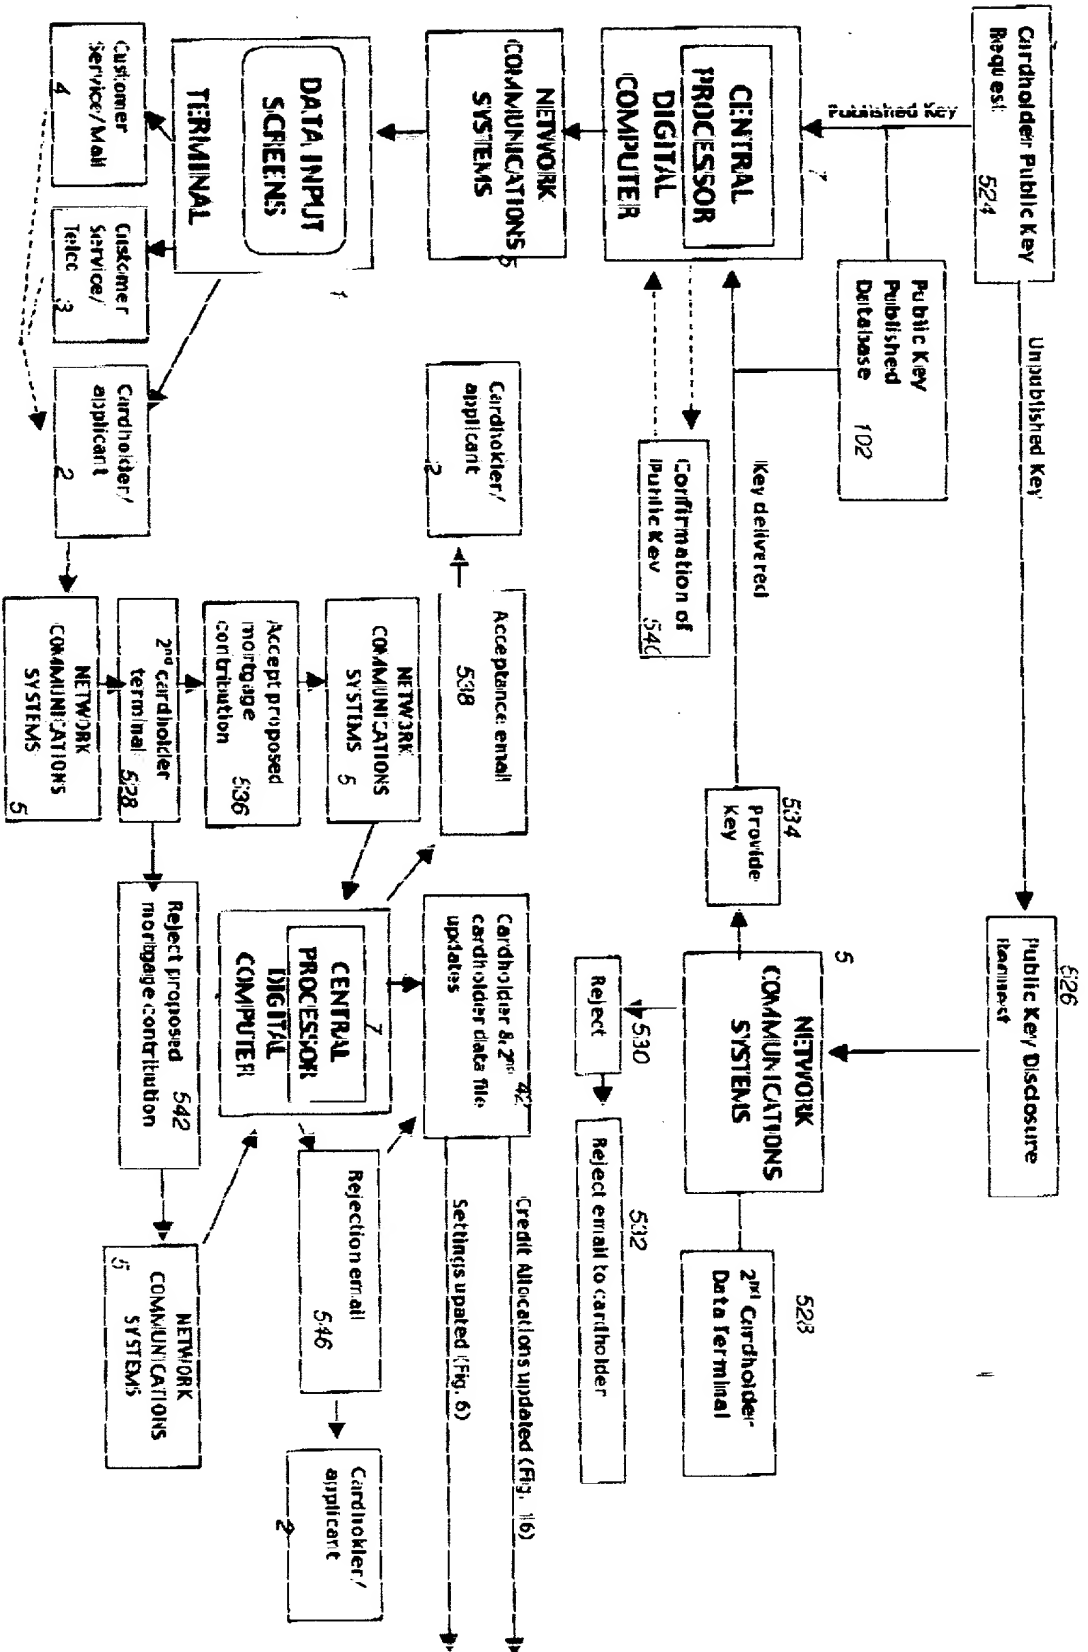 Cardholder Public Key
Request
524
Unpublished Key
Public Key Disclosure
Request
526
Published Key
Public Key
Published
Database
102
CENTRAL
PROCESSOR
DIGITAL
COMPUTER
7
Key delivered
534
Provide
Key
NETWORK
COMMUNICATIONS
SYSTEMS
5
528
2nd Cardholder
Data Terminal
Confirmation of
Public Key
540
530
Reject
532
Reject email to cardholder
NETWORK
COMMUNICATIONS
SYSTEMS
5
Cardholder/
applicant
2
Acceptance email
538
Cardholder & 2nd
cardholder data file
updates
42
Credit Allocations updated (Fig. 16)
Settings upated (Fig. 6)
DATA INPUT
SCREENS
TERMINAL
1
NETWORK
COMMUNICATIONS
SYSTEMS 5
CENTRAL
PROCESSOR
DIGITAL
COMPUTER
7
Rejection email
546
Cardholder/
applicant
2
Accept proposed
mortgage
contribution
536
Customer
Service/Mail
4
Customer
Service/
Telec
3
Cardholder/
applicant
2
2nd cardholder
terminal
528
Reject proposed
mortgage contribution
542
NETWORK
COMMUNICATIONS
SYSTEMS
5
NETWORK
COMMUNICATIONS
SYSTEMS
5